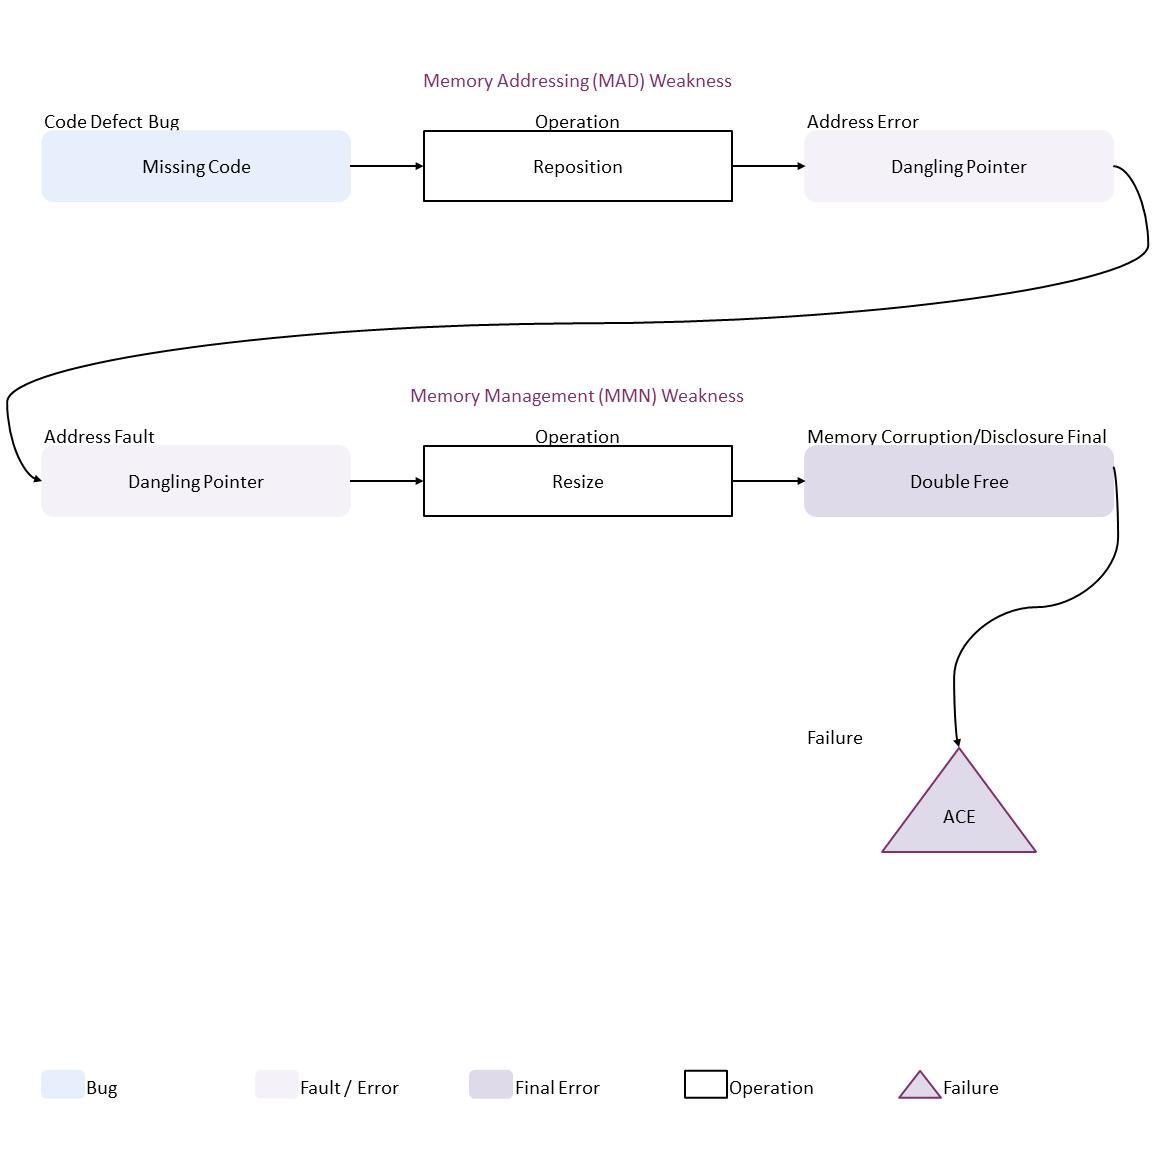 Memory Addressing (MAD) Weakness
Code Defect Bug
Operation
Address Error
Missing Code
Reposition
Dangling Pointer
Memory Management (MMN) Weakness
Address Fault
Operation
Memory Corruption/Disclosure Final
Dangling Pointer
Resize
Double Free
Failure
ACE
Bug
Fault / Error
Final Error
Operation
Failure